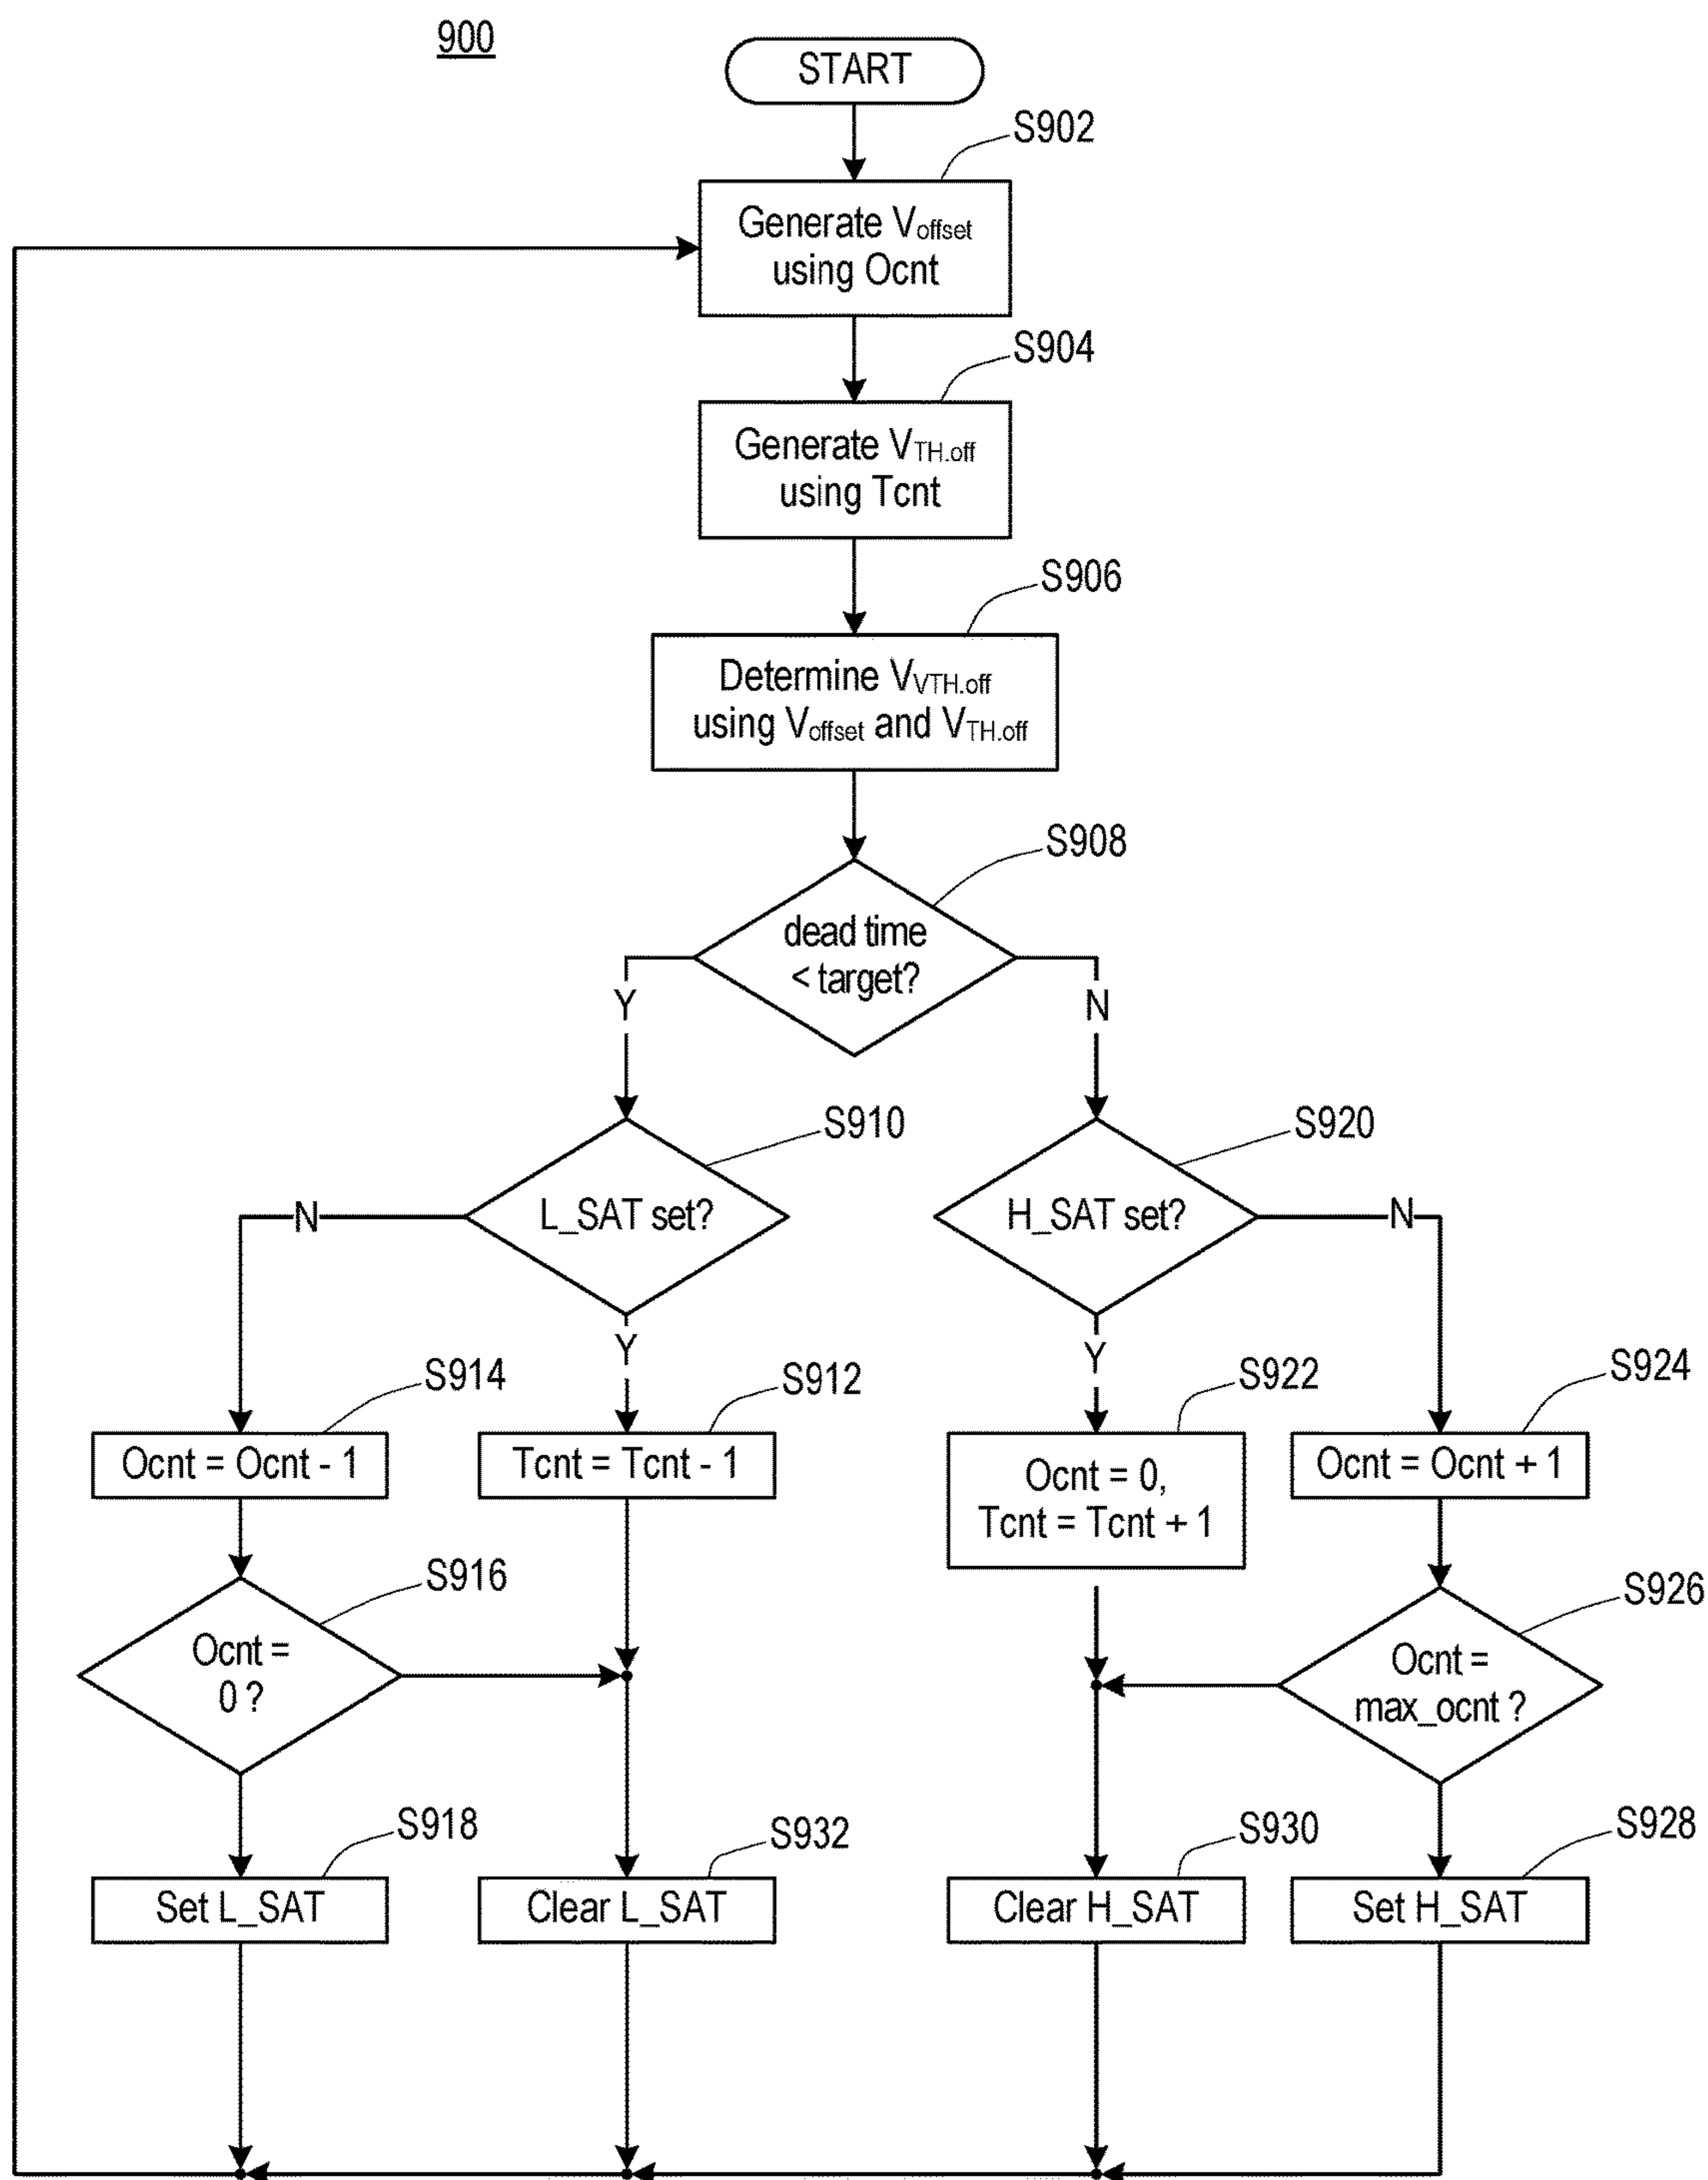 900
START
S902
Generate Voffset
using Ocnt
S904
Generate VTH.off
using Tcnt
S906
Determine VVTH.off
using Voffset and VTH.off
S908
dead time
< target?
Y
N
S910
S920
L_SAT set?
H_SAT set?
N
N
Y
Y
S914
S912
S922
S924
Ocnt = Ocnt - 1
Tcnt = Tcnt - 1
Ocnt = 0,
Tcnt = Tcnt + 1
Ocnt = Ocnt + 1
S916
S926
Ocnt =
0 ?
Ocnt =
max_ocnt ?
S918
S932
S930
S928
Set L_SAT
Clear L_SAT
Clear H_SAT
Set H_SAT